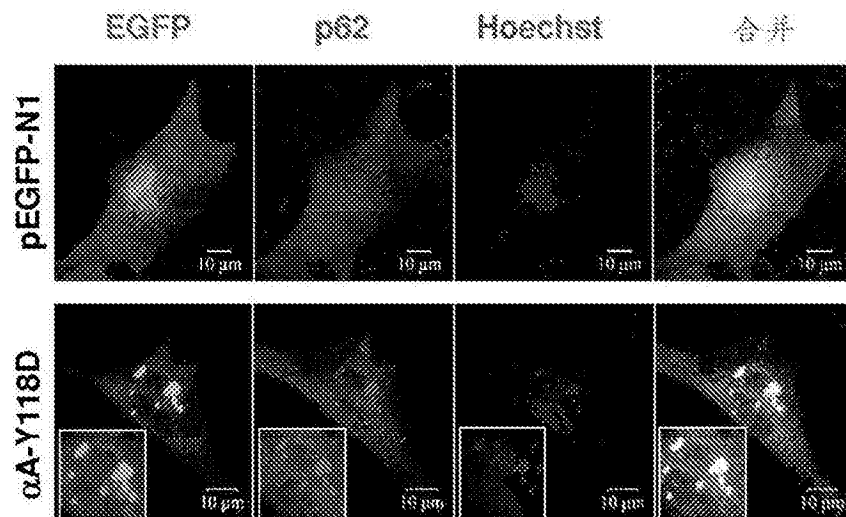 EGFP p62 Hoechst 合并
pEGFP-N1
10 µm 10 µm 10 µm 10 µm
αA-Y118D
10 µm 10 µm 10 µm 10 µm